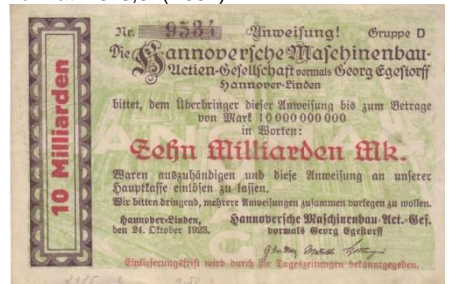 Nr. 9534 Anweisung! Gruppe D
Die Hannoversche Maschinenbau-
Actien-Gesellschaft vormals Georg Egestorff
Hannover-Linden
bittet, dem Überbringer dieser Anweisung bis zum Betrage
von Mark 10 000 000 000
in Worten:
Zehn Milliarden Mk.
Waren auszuhändigen und diese Anweisung an unserer
Hauptkasse einlösen zu lassen.
Wir bitten dringend, mehrere Anweisungen zusammen vorlegen zu wollen.
Hannover-Linden, Hannoversche Maschinenbau-Act.-Ges.
den 24. Oktober 1923. vormals Georg Egestorff
Einlieferungsfrist wird durch die Tageszeitungen bekanntgegeben.
10 Milliarden
HANOMAG